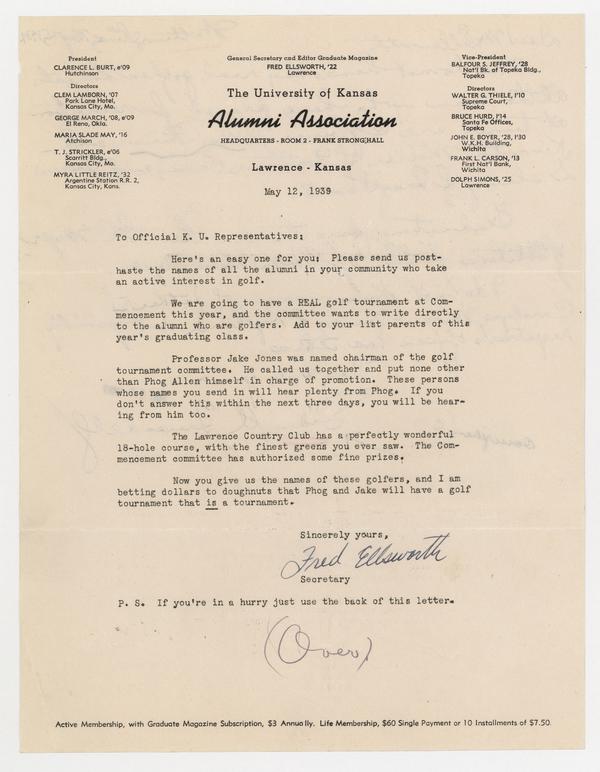 President
CLARENCE L. BURT, e'09
Hutchinson
Directors
CLEM LAMBORN, '07
Park Lane Hotel,
Kansas City, Mo.
GEORGE MARCH, '08, e'09
El Reno, Okla.
MARIA SLADE MAY, '16
Atchison
T. J. STRICKLER, e'06
Scarritt Bldg.,
Kansas City, Mo.
MYRA LITTLE REITZ, '32
Argentine Station R.R. 2,
Kansas City, Kans.
General Secretary and Editor Graduate Magazine
FRED ELLSWORTH, '22
Lawrence
The University of Kansas
Alumni Association
HEADQUARTERS - ROOM 2 - FRANK STRONG HALL
Lawrence - Kansas
Vice-President
BALFOUR S. JEFFREY, '28
Nat'l Bk. of Topeka Bldg.,
Topeka
Directors
WALTER G. THIELE, l'10
Supreme Court,
Topeka
BRUCE HURD, l'14
Santa Fe Offices,
Topeka
JOHN E. BOYER, '28, l'30
W.K.H. Building,
Wichita
FRANK L. CARSON, '13
First Nat'l Bank,
Wichita
DOLPH SIMONS, '25
Lawrence
May 12, 1939
To Official K. U. Representatives:
Here's an easy one for you: Please send us post-
haste the names of all the alumni in your community who take
an active interest in golf.
We are going to have a REAL golf tournament at Com-
mencement this year, and the committee wants to write directly
to the alumni who are golfers. Add to your list parents of this
year's graduating class.
Professor Jake Jones was named chairman of the golf
tournament committee. He called us together and put none other
than Phog Allen himself in charge of promotion. These persons
whose names you send in will hear plenty from Phog. If you
don't answer this within the next three days, you will be hear-
ing from him too.
The Lawrence Country Club has a perfectly wonderful
18-hole course, with the finest greens you ever saw. The Com-
mencement committee has authorized some fine prizes.
Now you give us the names of these golfers, and I am
betting dollars to doughnuts that Phog and Jake will have a golf
tournament that is a tournament.
Sincerely yours,
Fred Ellsworth
Secretary
P. S. If you're in a hurry just use the back of this letter.
(Over)
Active Membership, with Graduate Magazine Subscription, $3 Annually. Life Membership, $60 Single Payment or 10 Installments of $7.50.